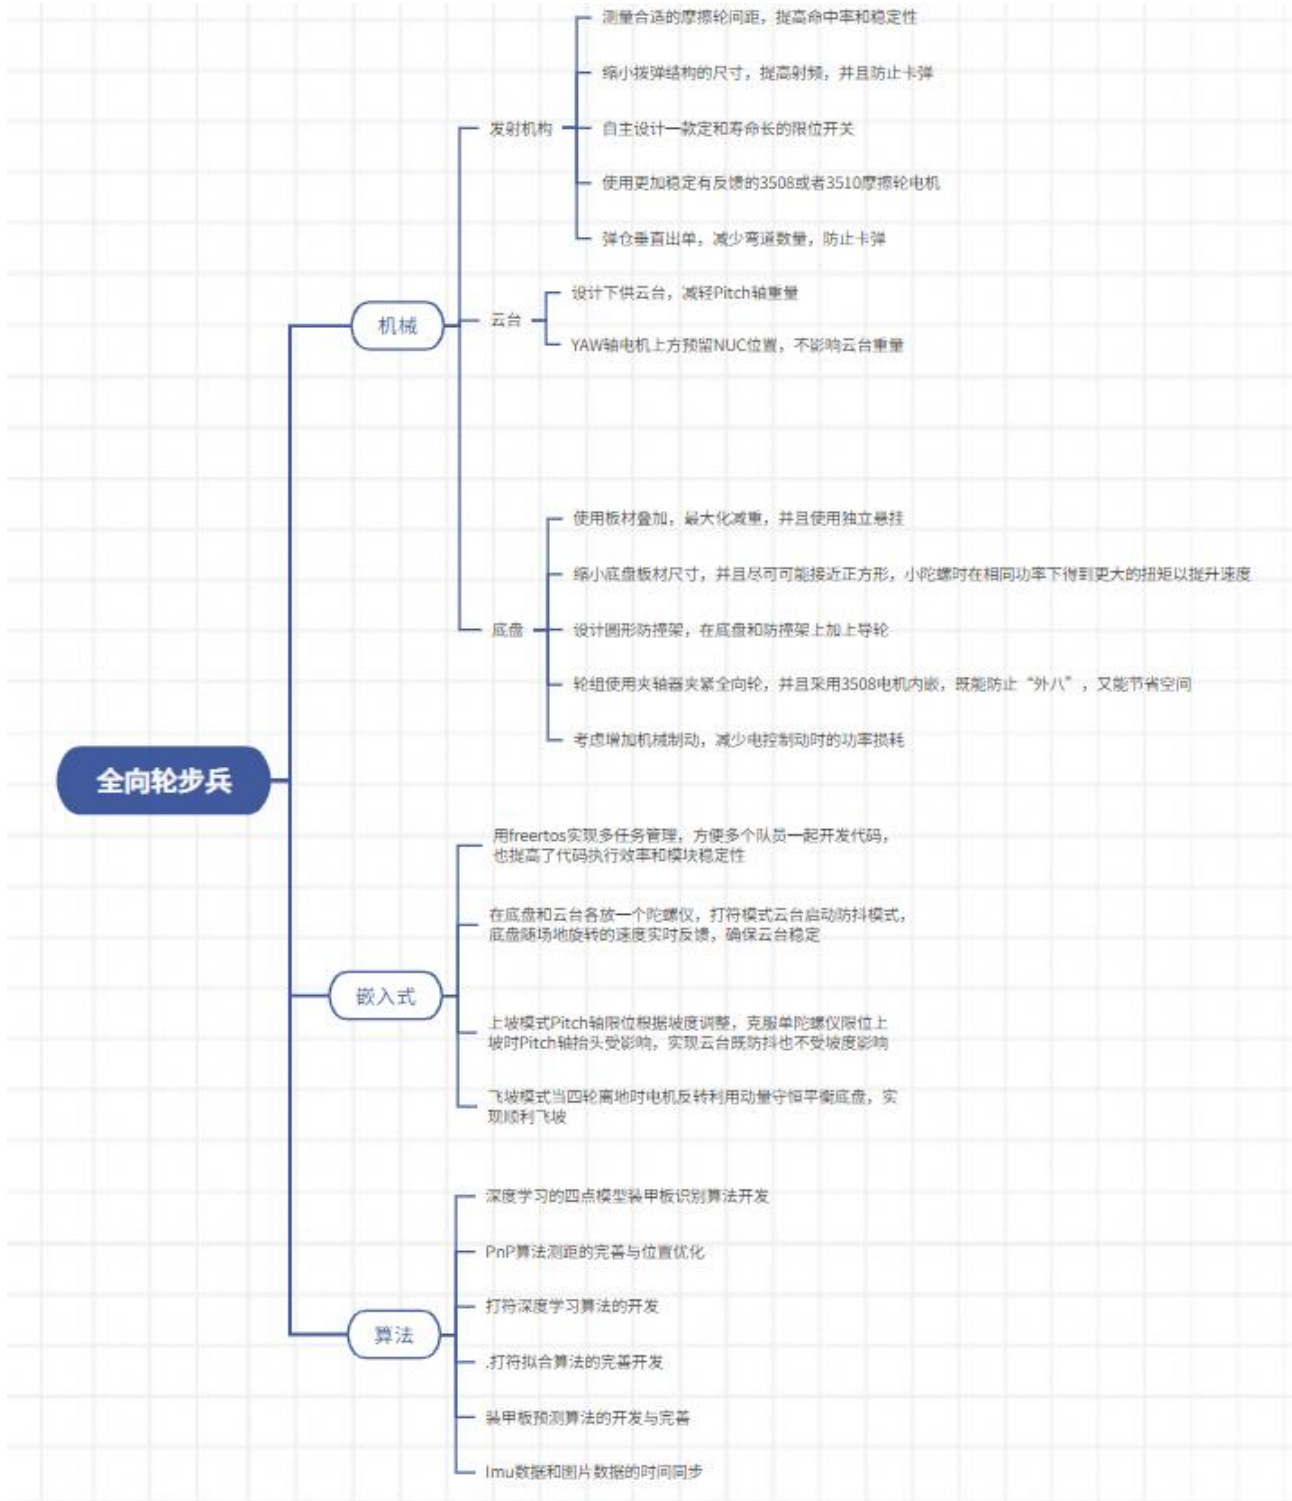 全向轮步兵
机械
发射机构
测量合适的摩擦轮间距，提高命中率和稳定性
缩小拨弹结构的尺寸，提高射频，并且防止卡弹
自主设计一款定和寿命长的限位开关
使用更加稳定有反馈的3508或者3510摩擦轮电机
弹仓垂直出单，减少弯道数量，防止卡弹
云台
设计下供云台，减轻Pitch轴重量
YAW轴电机上方预留NUC位置，不影响云台重量
底盘
使用板材叠加，最大化减重，并且使用独立悬挂
缩小底盘板材尺寸，并且尽可可能接近正方形，小陀螺时在相同功率下得到更大的扭矩以提升速度
设计圆形防撞架，在底盘和防撞架上加上导轮
轮组使用夹轴器夹紧全向轮，并且采用3508电机内嵌，既能防止“外八”，又能节省空间
考虑增加机械制动，减少电控制动时的功率损耗
嵌入式
用freertos实现多任务管理，方便多个队员一起开发代码，
也提高了代码执行效率和模块稳定性
在底盘和云台各放一个陀螺仪，打符模式云台启动防抖模式，
底盘随场地旋转的速度实时反馈，确保云台稳定
上坡模式Pitch轴限位根据坡度调整，克服单陀螺仪限位上
坡时Pitch轴抬头受影响，实现云台既防抖也不受坡度影响
飞坡模式当四轮离地时电机反转利用动量守恒平衡底盘，实
现顺利飞坡
算法
深度学习的四点模型装甲板识别算法开发
PnP算法测距的完善与位置优化
打符深度学习算法的开发
.打符拟合算法的完善开发
装甲板预测算法的开发与完善
Imu数据和图片数据的时间同步